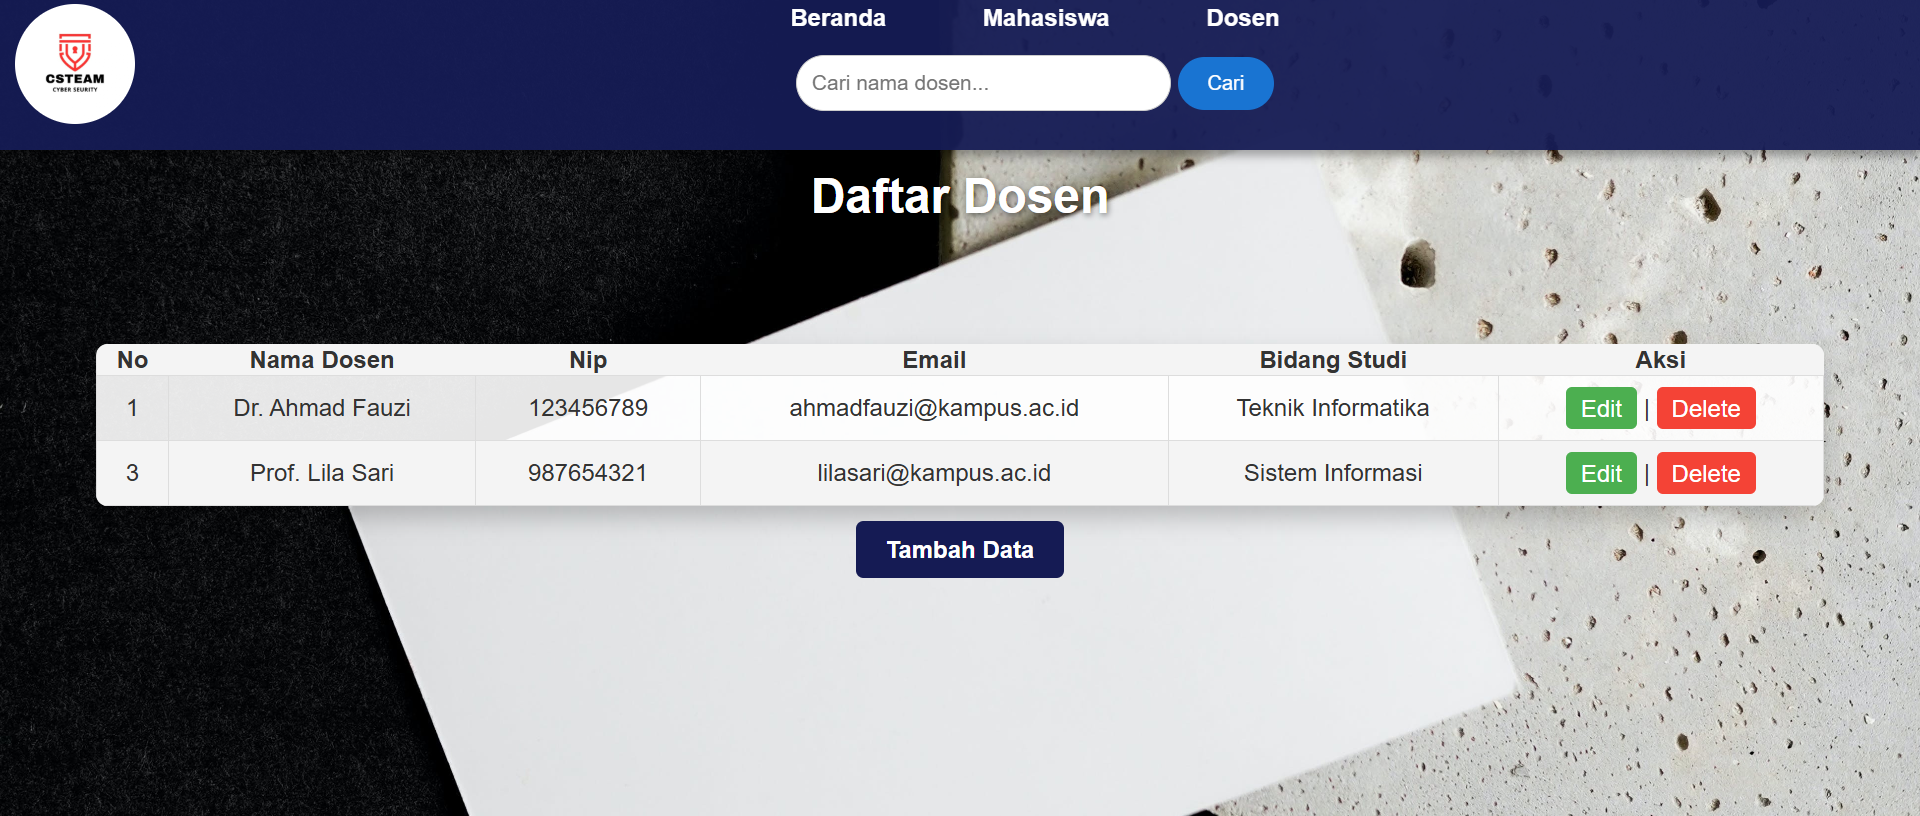 CSTEAM
CYBER SEURITY
Beranda Mahasiswa Dosen
Cari nama dosen... Cari
Daftar Dosen
No Nama Dosen Nip Email Bidang Studi Aksi
1 Dr. Ahmad Fauzi 123456789 ahmadfauzi@kampus.ac.id Teknik Informatika Edit | Delete
3 Prof. Lila Sari 987654321 lilasari@kampus.ac.id Sistem Informasi Edit | Delete
Tambah Data